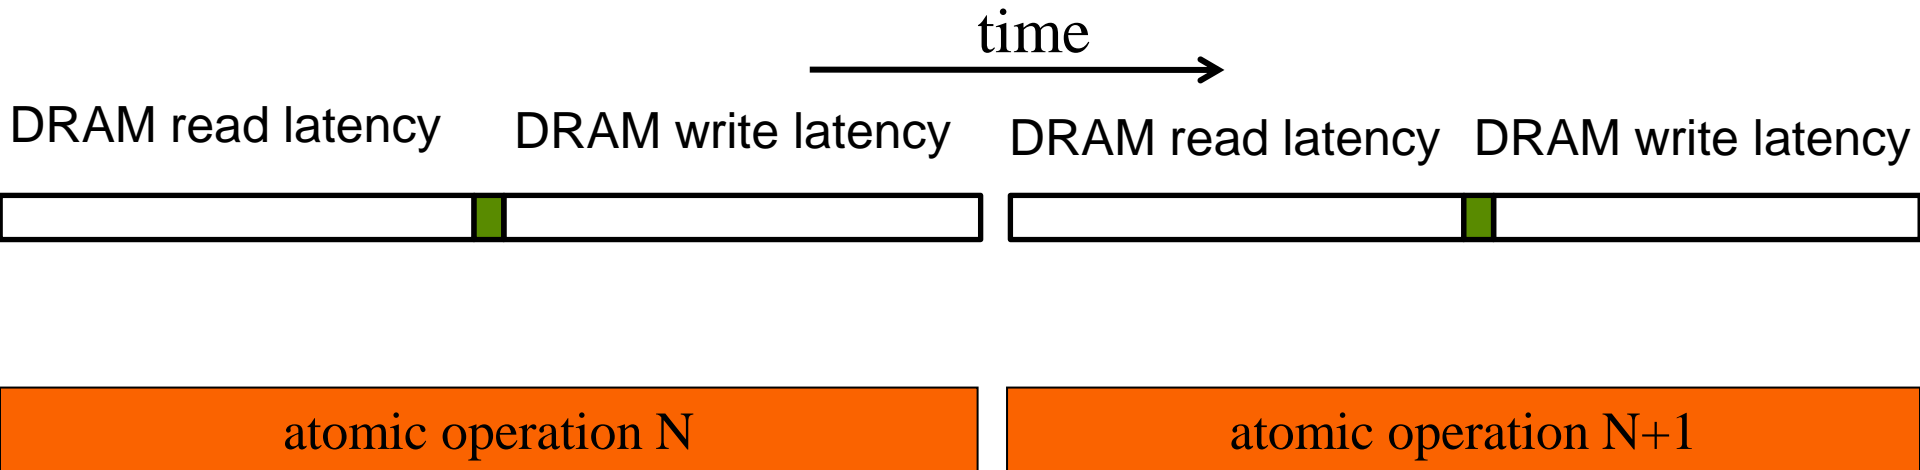 time
DRAM read latency DRAM write latency DRAM read latency DRAM write latency
atomic operation N atomic operation N+1